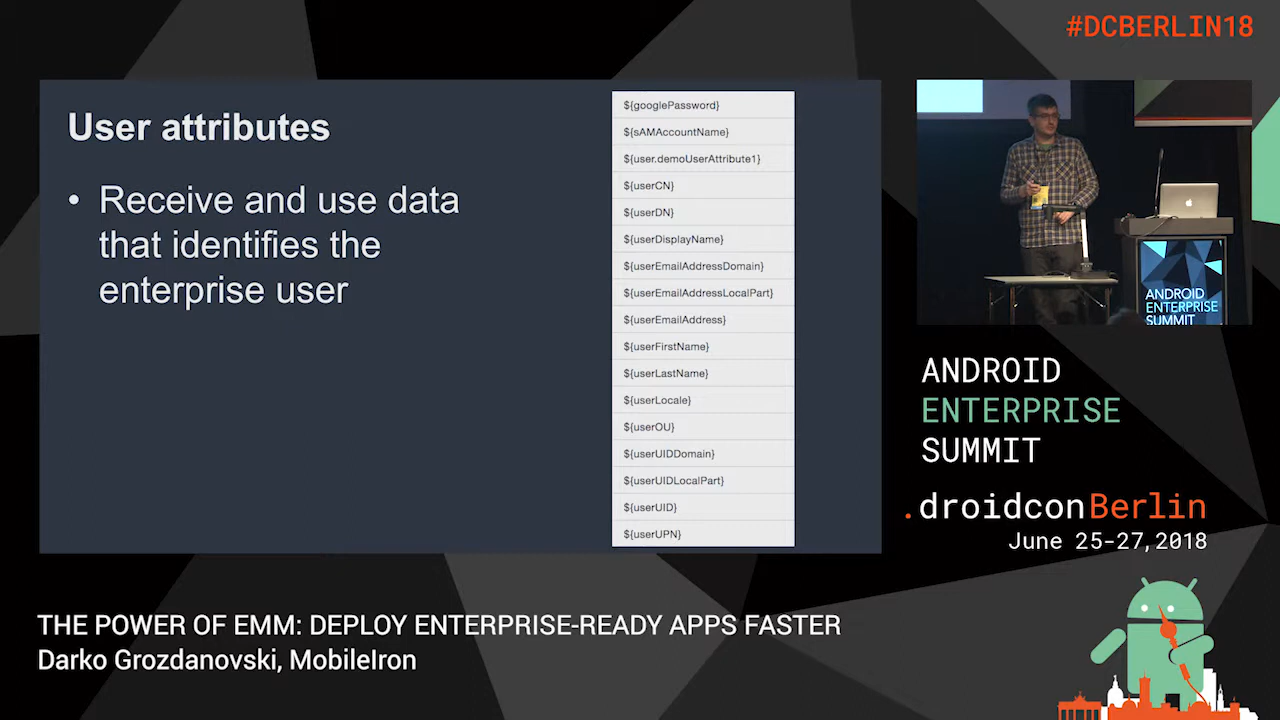 #DCBERLIN18
User attributes
• Receive and use data
that identifies the
enterprise user
${googlePassword}
${sAMAccountName}
${user.demoUserAttribute1}
${userCN}
${userDN}
${userDisplayName}
${userEmailAddressDomain}
${userEmailAddressLocalPart}
${userEmailAddress}
${userFirstName}
${userLastName}
${userLocale}
${userOU}
${userUIDDomain}
${userUIDLocalPart}
${userUID}
${userUPN}
ANDROID
ENTERPRISE
SUMMIT
ANDROID
ENTERPRISE
SUMMIT
.droidconBerlin
June 25-27,2018
THE POWER OF EMM: DEPLOY ENTERPRISE-READY APPS FASTER
Darko Grozdanovski, MobileIron